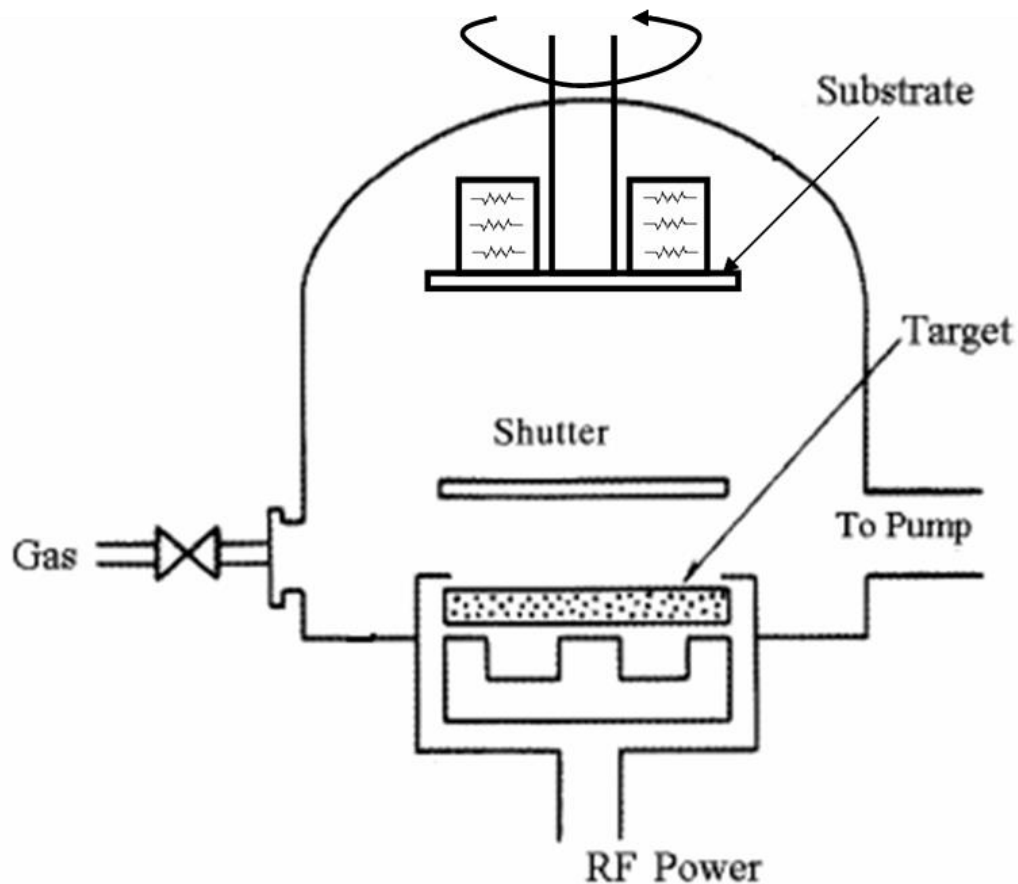 Substrate
Target
Shutter
To Pump
Gas
RF Power